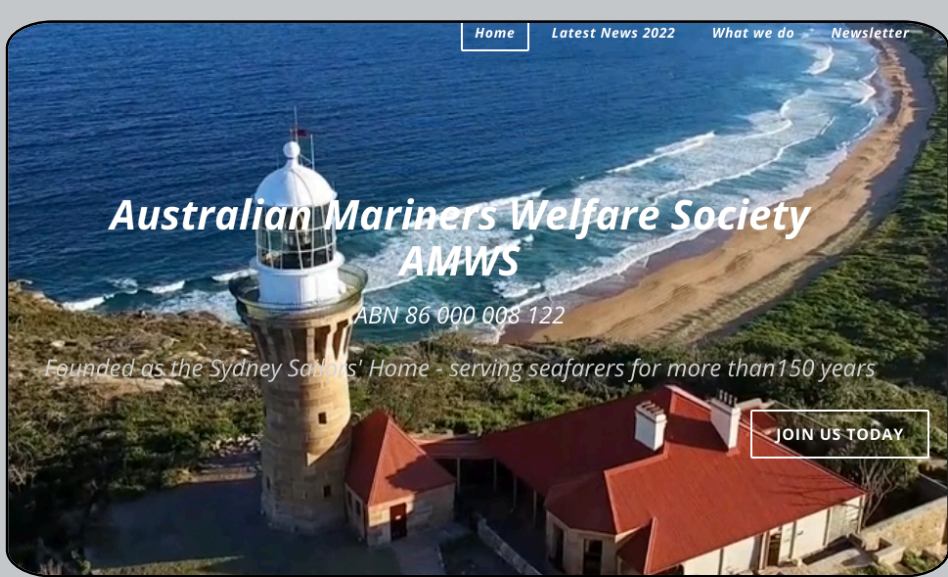 Home
Latest News 2022
What we do
Newsletter
Australian Mariners Welfare Society
AMWS
ABN 86 000 008 122
Founded as the Sydney Sailors' Home - serving seafarers for more than150 years
JOIN US TODAY